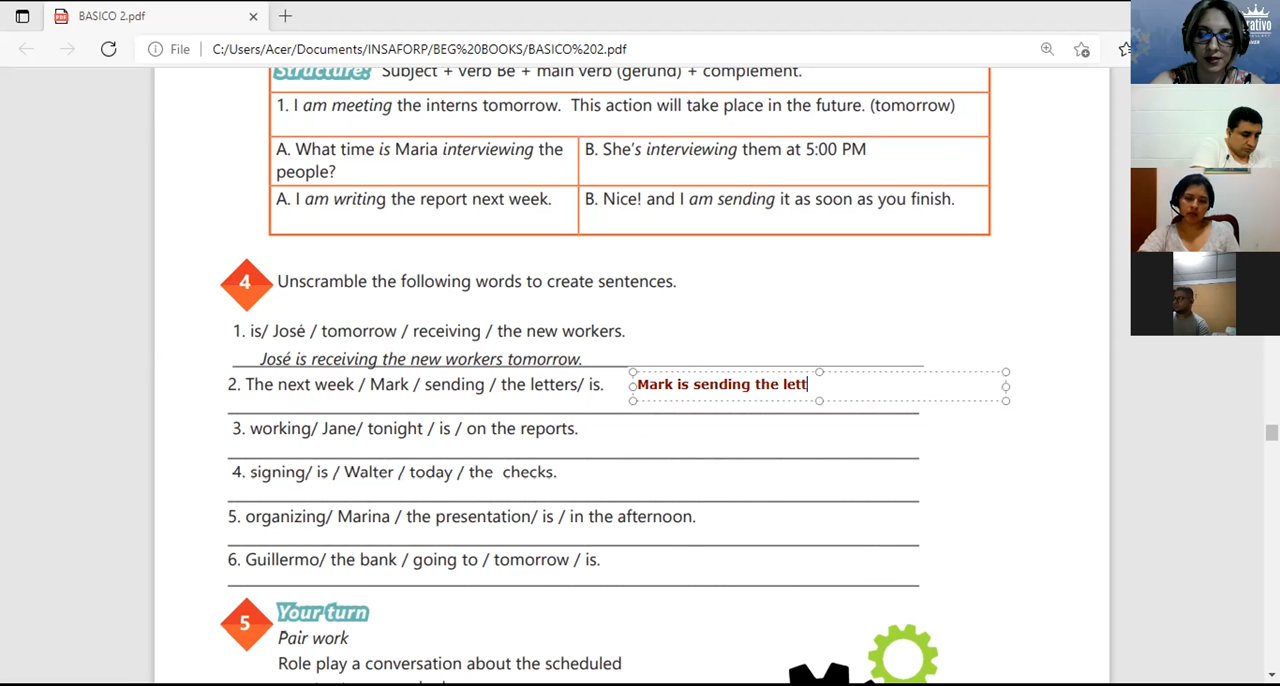 BASICO 2.pdf
File C:/Users/Acer/Documents/INSAFORP/BEG%20BOOKS/BASICO%202.pdf
Structure: Subject + verb Be + main verb (gerund) + complement.
1. I am meeting the interns tomorrow. This action will take place in the future. (tomorrow)
A. What time is Maria interviewing the people?
B. She's interviewing them at 5:00 PM
A. I am writing the report next week.
B. Nice! and I am sending it as soon as you finish.
4 Unscramble the following words to create sentences.
1. is/ José / tomorrow / receiving / the new workers.
José is receiving the new workers tomorrow.
2. The next week / Mark / sending / the letters/ is. Mark is sending the lett
3. working/ Jane/ tonight / is / on the reports.
4. signing/ is / Walter / today / the checks.
5. organizing/ Marina / the presentation/ is / in the afternoon.
6. Guillermo/ the bank / going to / tomorrow / is.
5 Your turn
Pair work
Role play a conversation about the scheduled